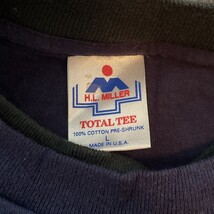 H.L. MILLER
TOTAL TEE
100% COTTON PRE-SHRUNK
L
MADE IN U.S.A.